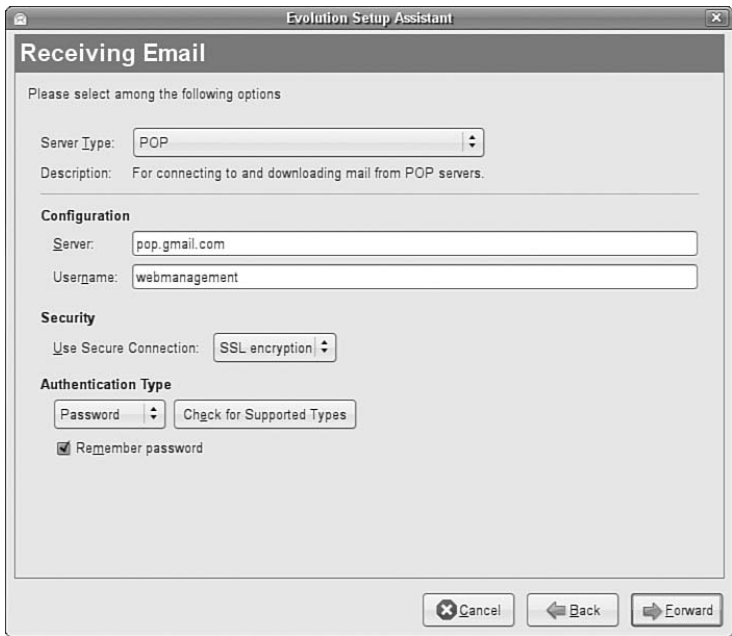 Evolution Setup Assistant
Receiving Email
Please select among the following options
Server Type: POP
Description: For connecting to and downloading mail from POP servers.
Configuration
Server: pop.gmail.com
Username: webmanagement
Security
Use Secure Connection: SSL encryption
Authentication Type
Password Check for Supported Types
Remember password
Cancel Back Forward